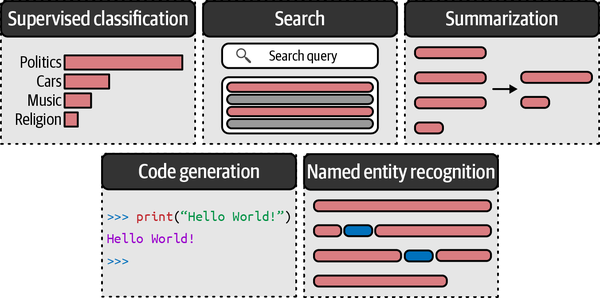 Supervised classification
Politics
Cars
Music
Religion
Search
Search query
Summarization
Code generation
>>> print(“Hello World!”)
Hello World!
>>>
Named entity recognition